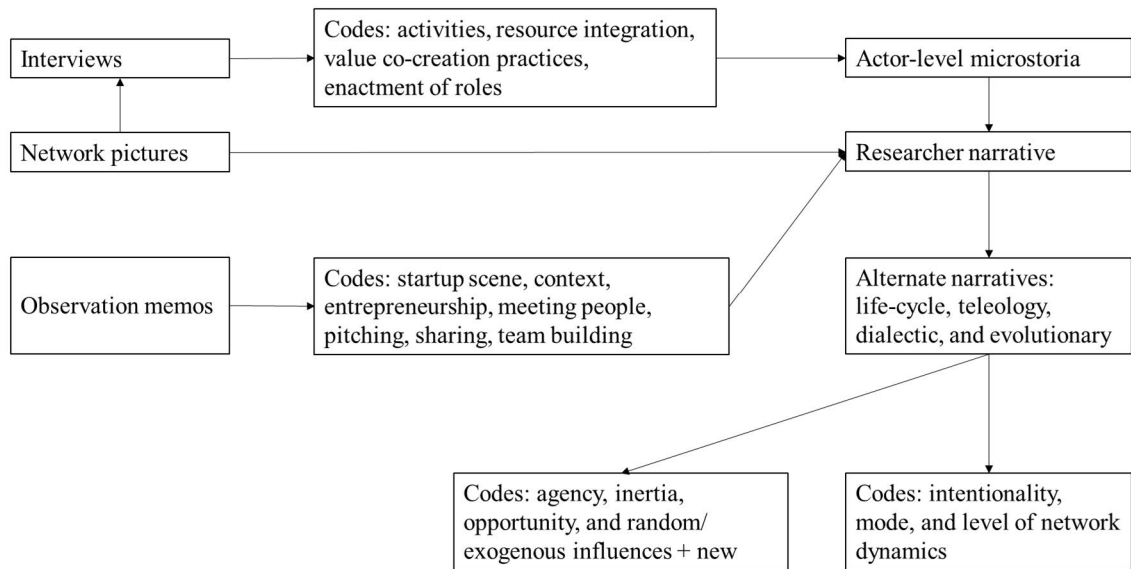 Interviews
Codes: activities, resource integration,
value co-creation practices,
enactment of roles
Actor-level microstoria
Network pictures
Researcher narrative
Observation memos
Codes: startup scene, context,
entrepreneurship, meeting people,
pitching, sharing, team building
Alternate narratives:
life-cycle, teleology,
dialectic, and evolutionary
Codes: agency, inertia,
opportunity, and random/
exogenous influences + new
Codes: intentionality,
mode, and level of network
dynamics